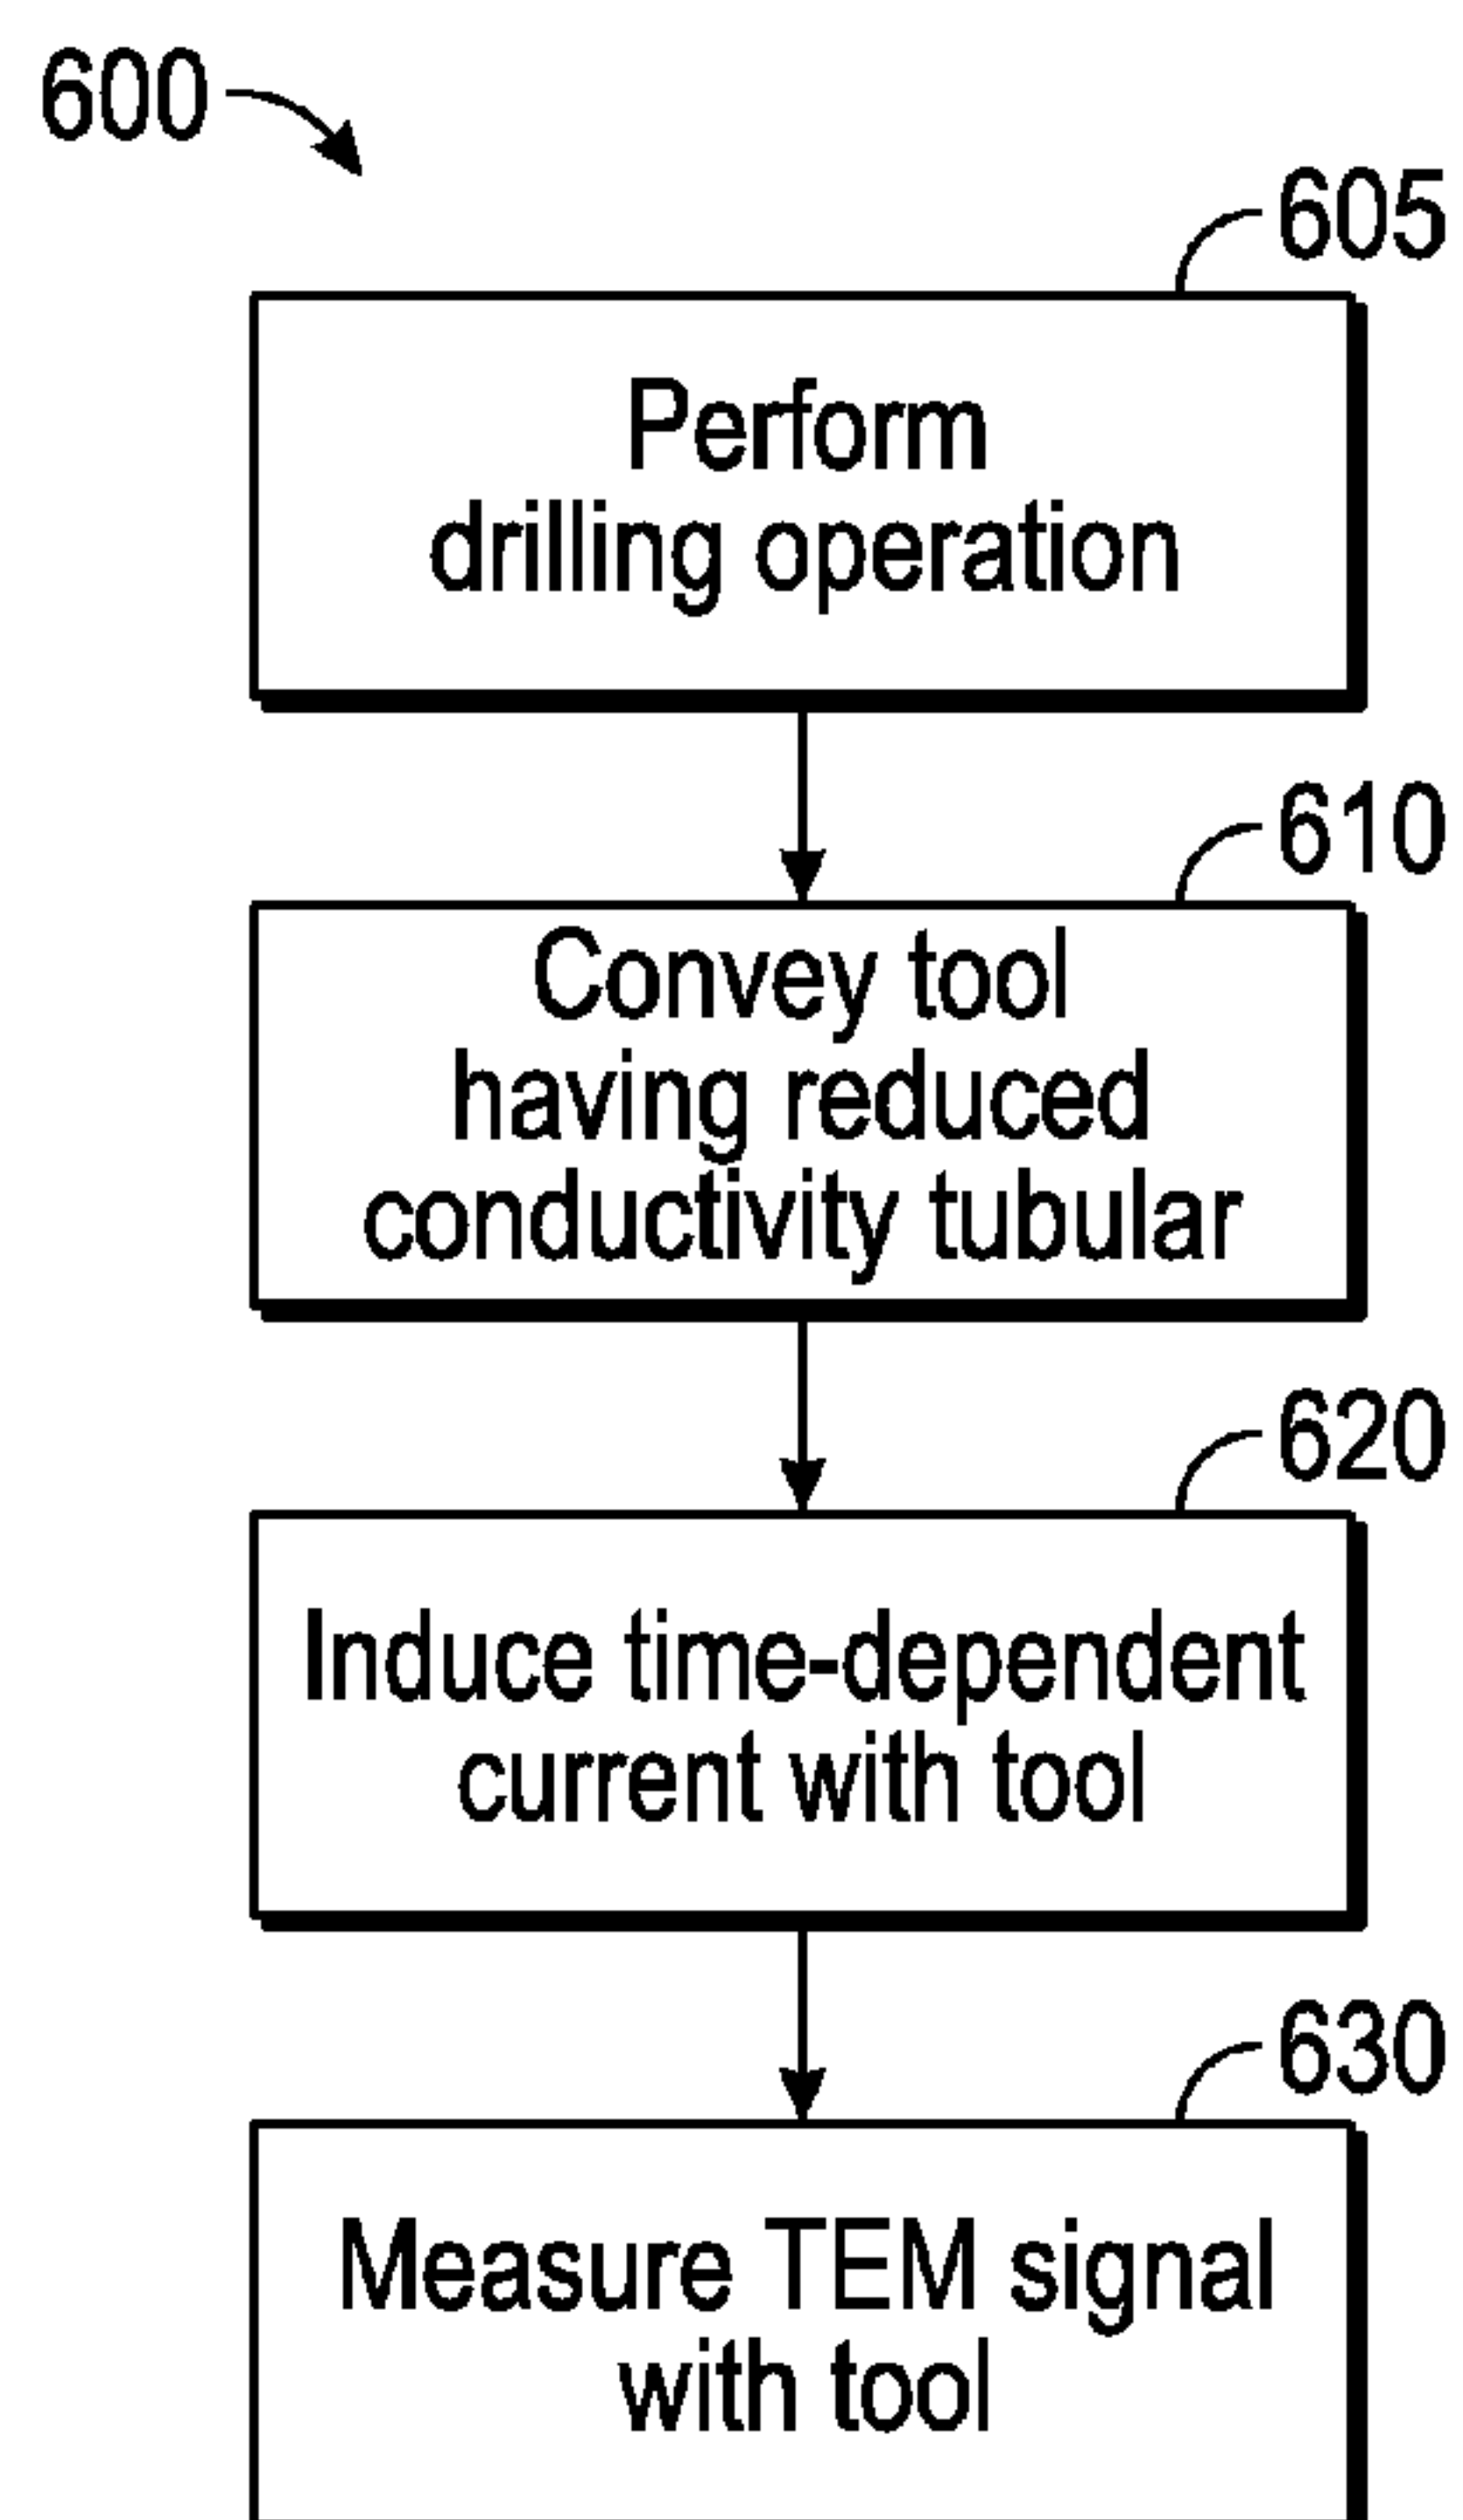 600
605
Perform
drilling operation
610
Convey tool
having reduced
conductivity tubular
620
Induce time-dependent
current with tool
630
Measure TEM signal
with tool